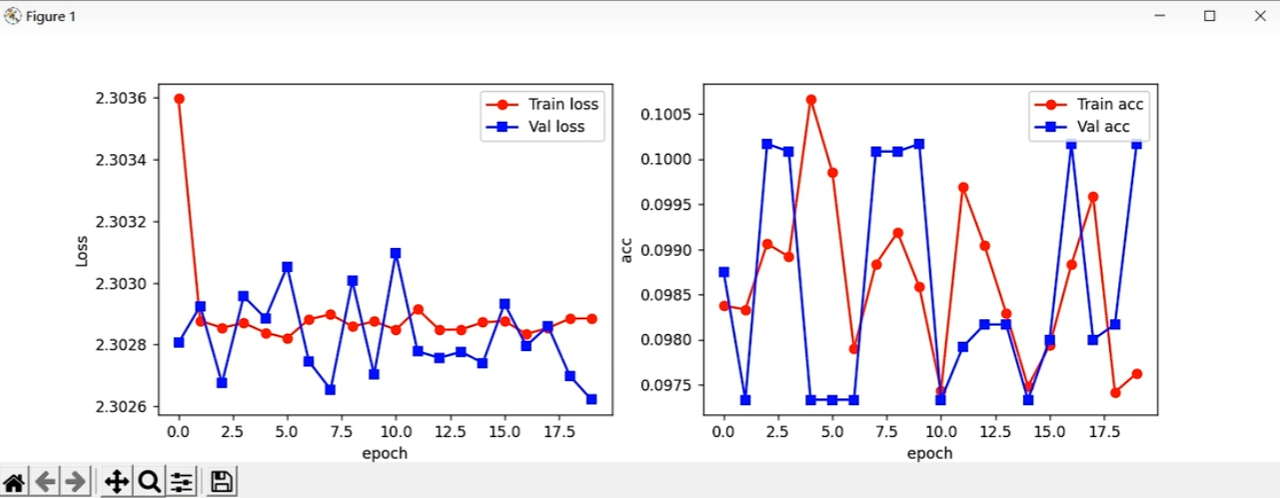 Figure 1
Train loss
Val loss
2.3036
2.3034
2.3032
2.3030
2.3028
2.3026
Loss
0.0 2.5 5.0 7.5 10.0 12.5 15.0 17.5
epoch
Train acc
Val acc
0.1005
0.1000
0.0995
0.0990
0.0985
0.0980
0.0975
acc
0.0 2.5 5.0 7.5 10.0 12.5 15.0 17.5
epoch